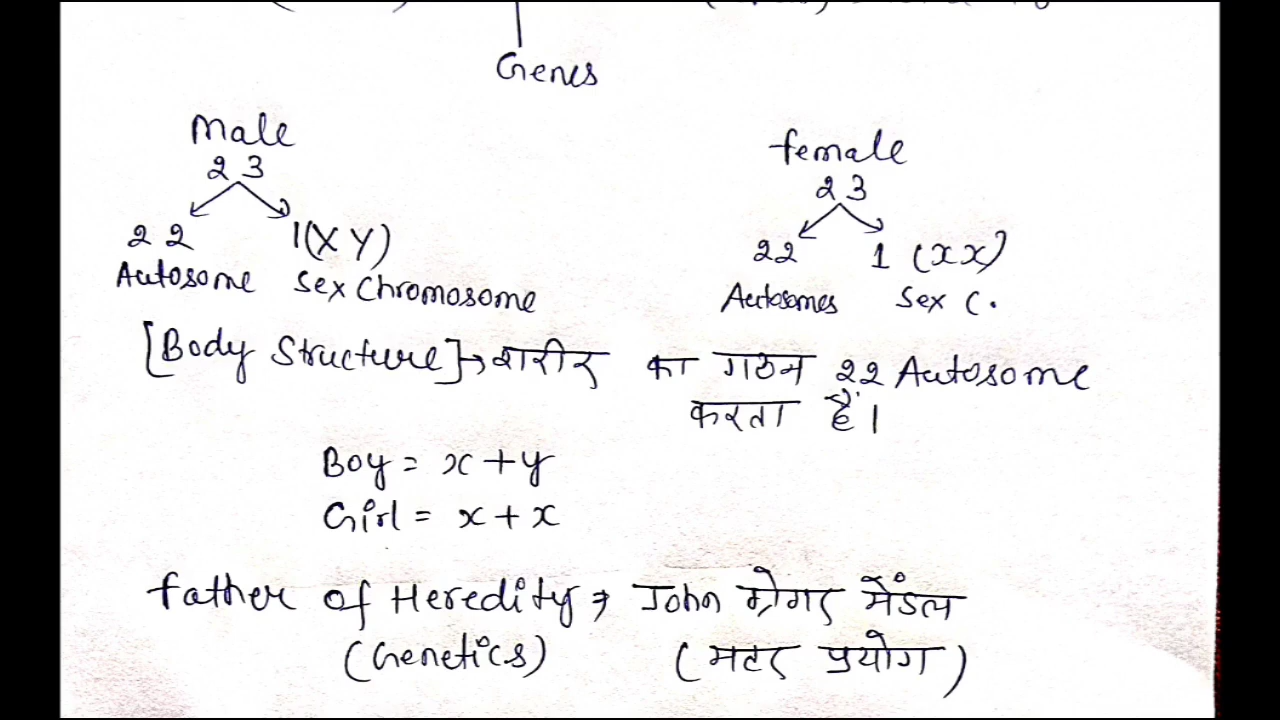 Genes
Male
23
22 1(XY)
Autosome Sex Chromosome
female
23
22 1 (xx)
Autosomes Sex C.
[Body Structure]→ शरीर का गठन 22 Autosome
करता हैं।
Boy = x + y
Girl = x + x
father of Heredity → John ग्रेगर मेंडल
(Genetics) (मटर प्रयोग)